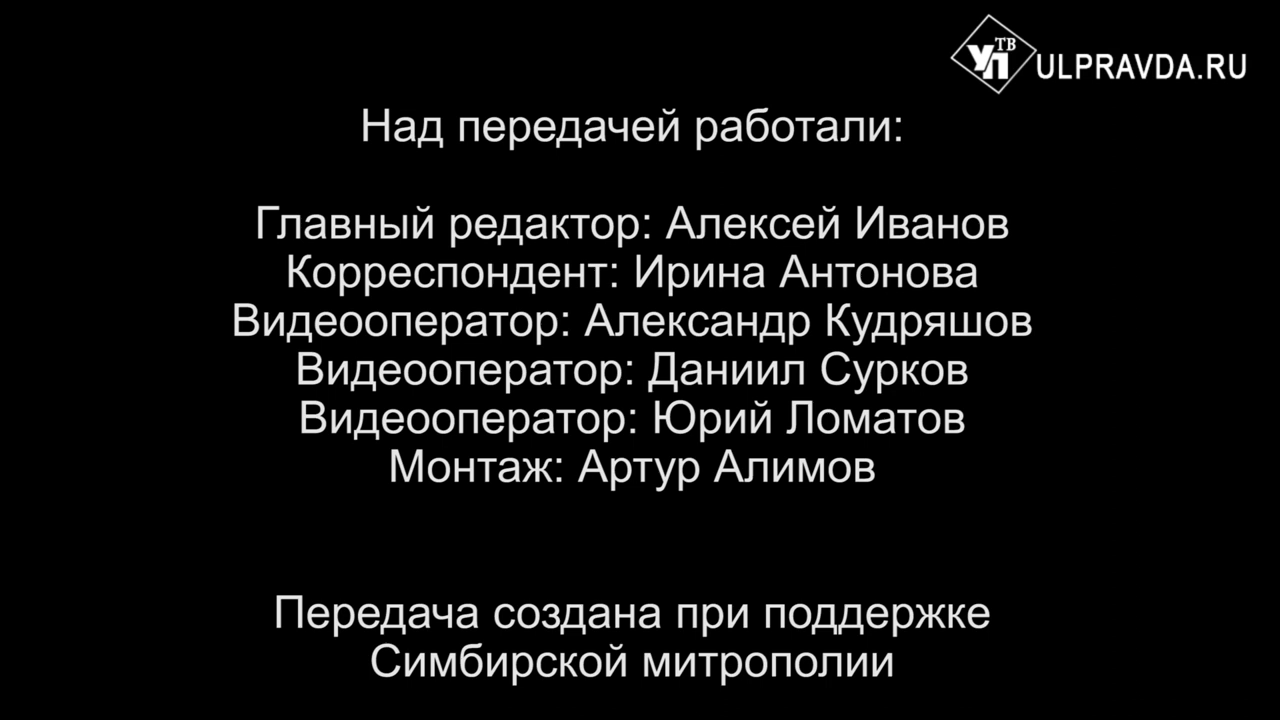 УП ТВ ULPRAVDA.RU
Над передачей работали:
Главный редактор: Алексей Иванов
Корреспондент: Ирина Антонова
Видеооператор: Александр Кудряшов
Видеооператор: Даниил Сурков
Видеооператор: Юрий Ломатов
Монтаж: Артур Алимов
Передача создана при поддержке
Симбирской митрополии